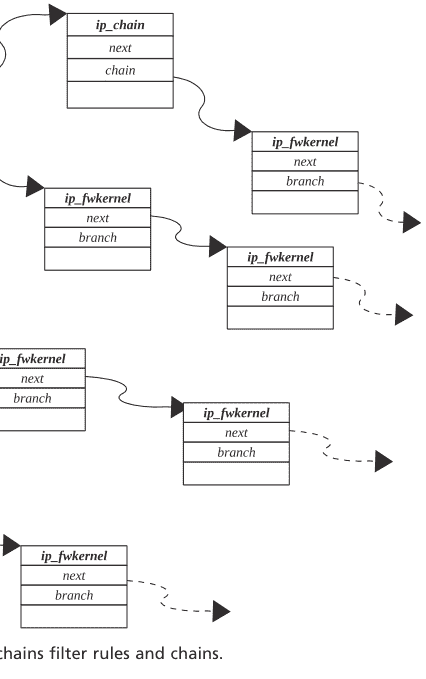 ip_chain
next
chain
ip_fwkernel
next
branch
ip_fwkernel
next
branch
ip_fwkernel
next
branch
ip_fwkernel
next
branch
ip_fwkernel
next
branch
ip_fwkernel
next
branch
chains filter rules and chains.